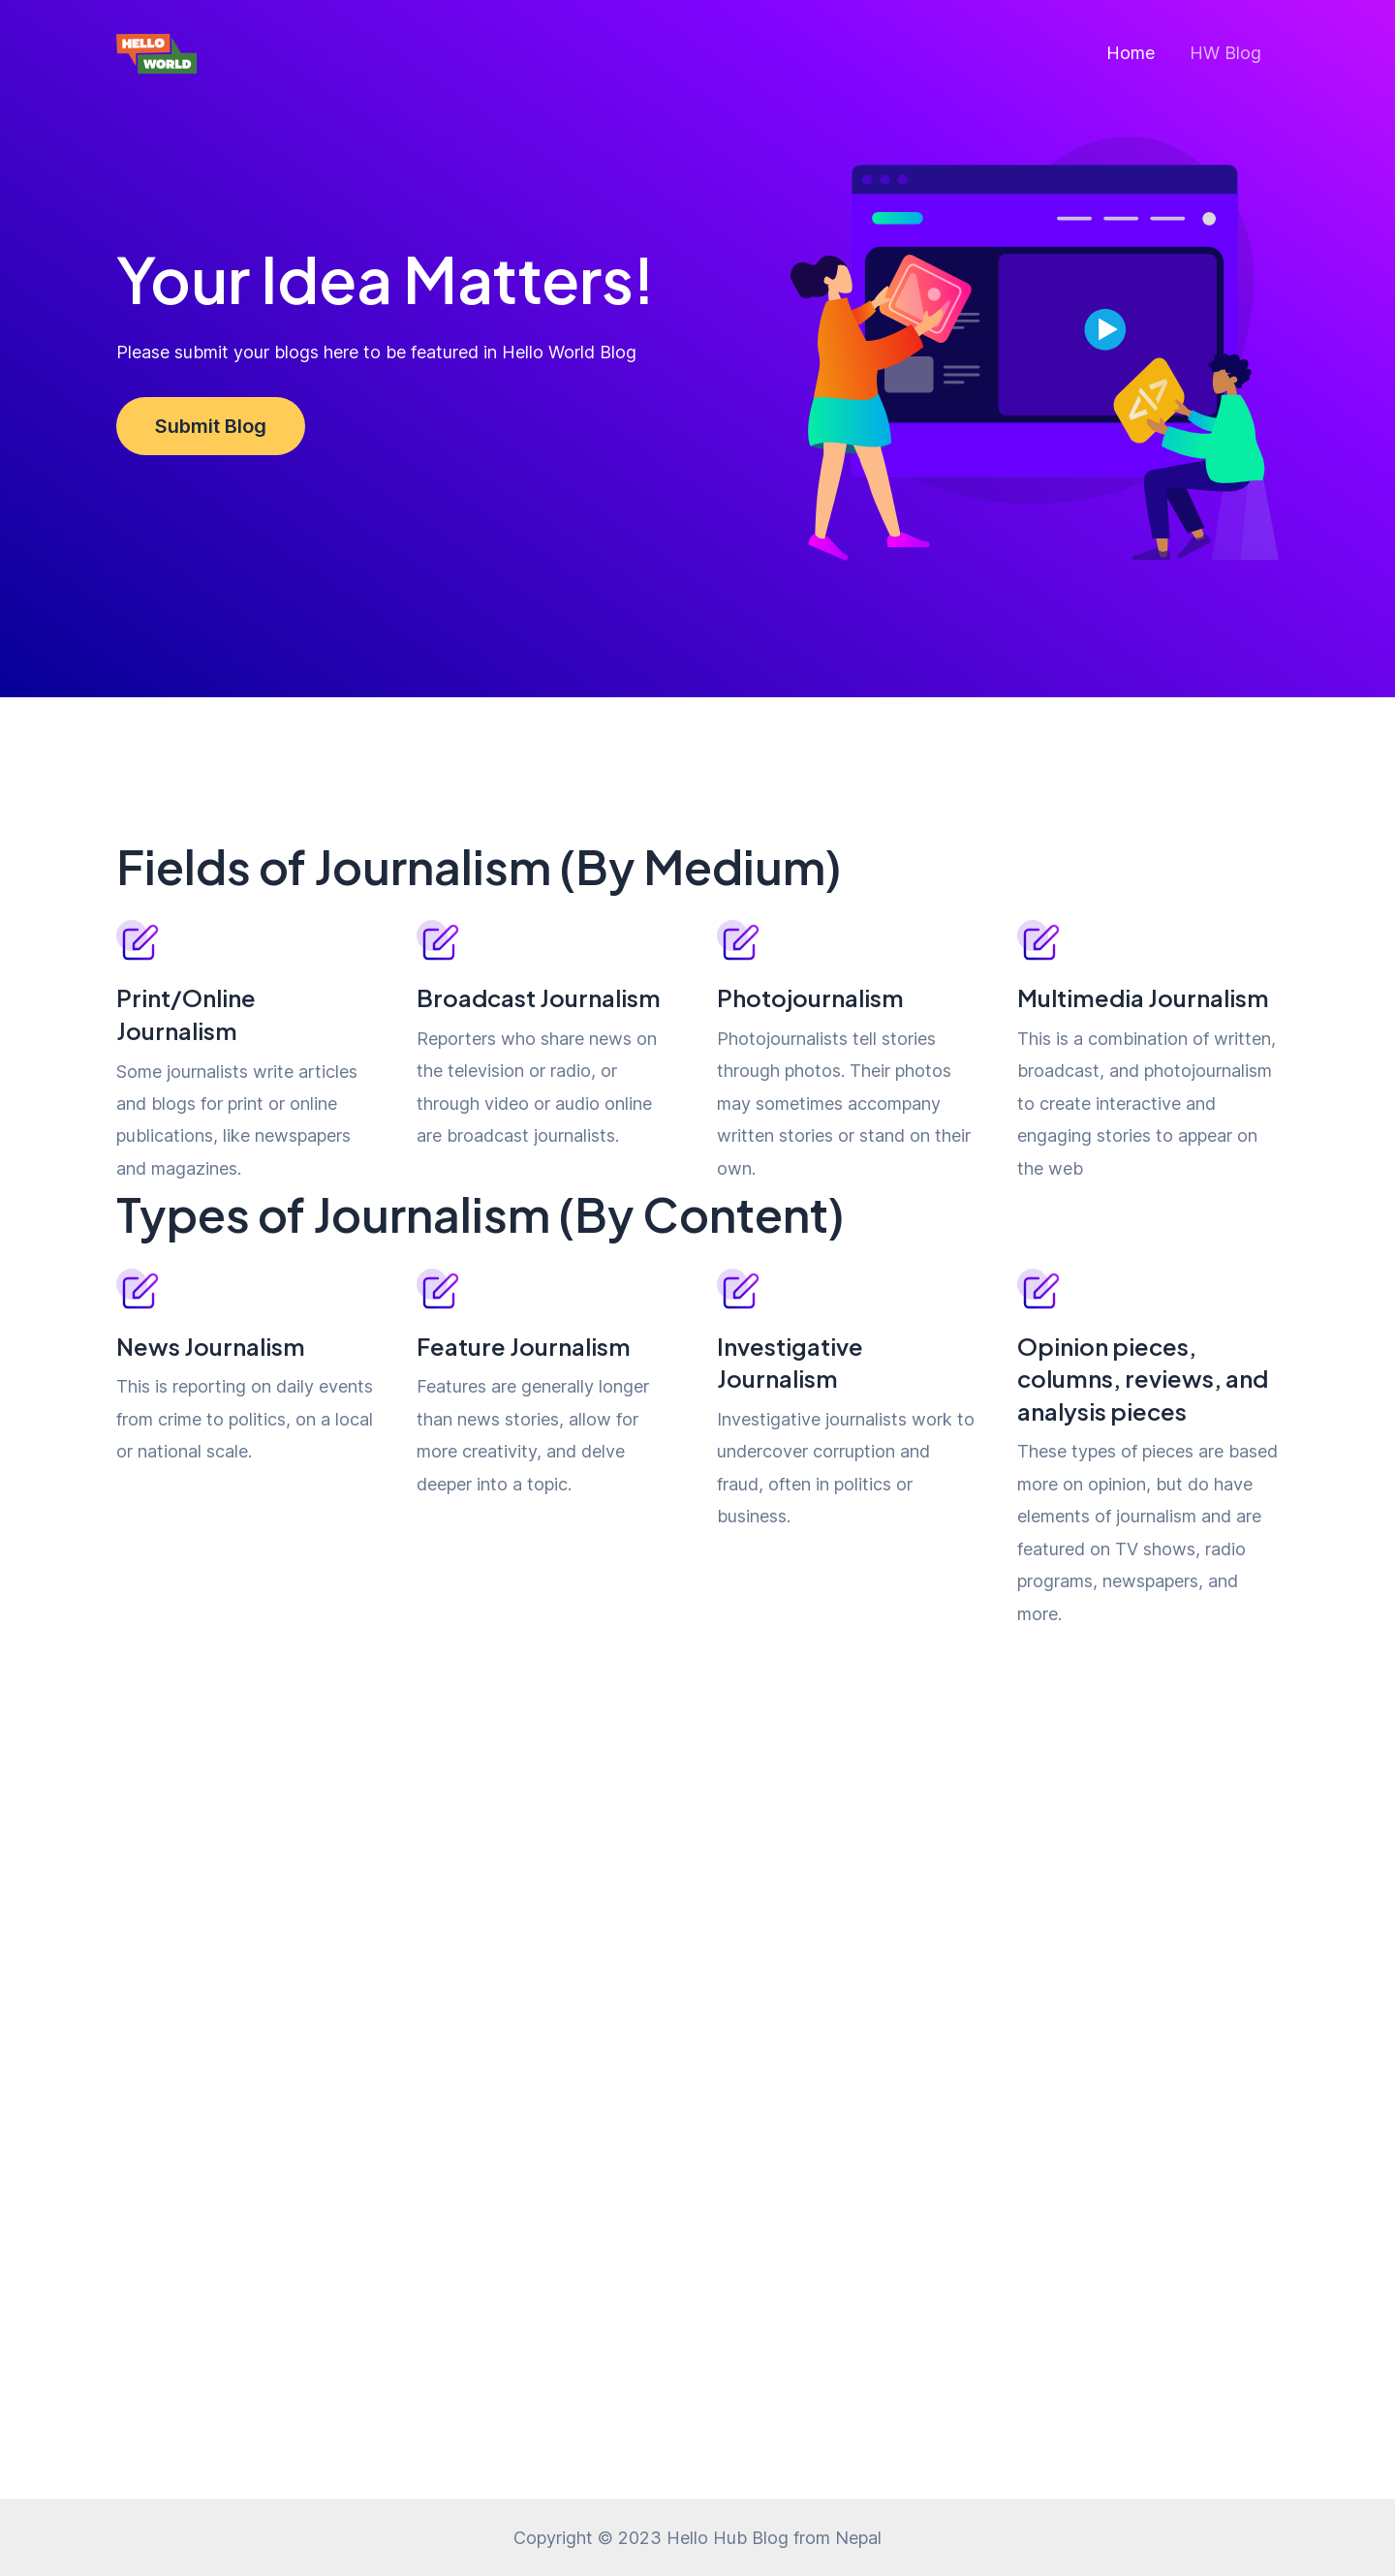 HELLO
WORLD
Home
HW Blog
Your Idea Matters!
Please submit your blogs here to be featured in Hello World Blog
Submit Blog
Fields of Journalism (By Medium)
Print/Online
Journalism
Some journalists write articles
and blogs for print or online
publications, like newspapers
and magazines.
Broadcast Journalism
Reporters who share news on
the television or radio, or
through video or audio online
are broadcast journalists.
Photojournalism
Photojournalists tell stories
through photos. Their photos
may sometimes accompany
written stories or stand on their
own.
Multimedia Journalism
This is a combination of written,
broadcast, and photojournalism
to create interactive and
engaging stories to appear on
the web
Types of Journalism (By Content)
News Journalism
This is reporting on daily events
from crime to politics, on a local
or national scale.
Feature Journalism
Features are generally longer
than news stories, allow for
more creativity, and delve
deeper into a topic.
Investigative
Journalism
Investigative journalists work to
undercover corruption and
fraud, often in politics or
business.
Opinion pieces,
columns, reviews, and
analysis pieces
These types of pieces are based
more on opinion, but do have
elements of journalism and are
featured on TV shows, radio
programs, newspapers, and
more.
Copyright © 2023 Hello Hub Blog from Nepal